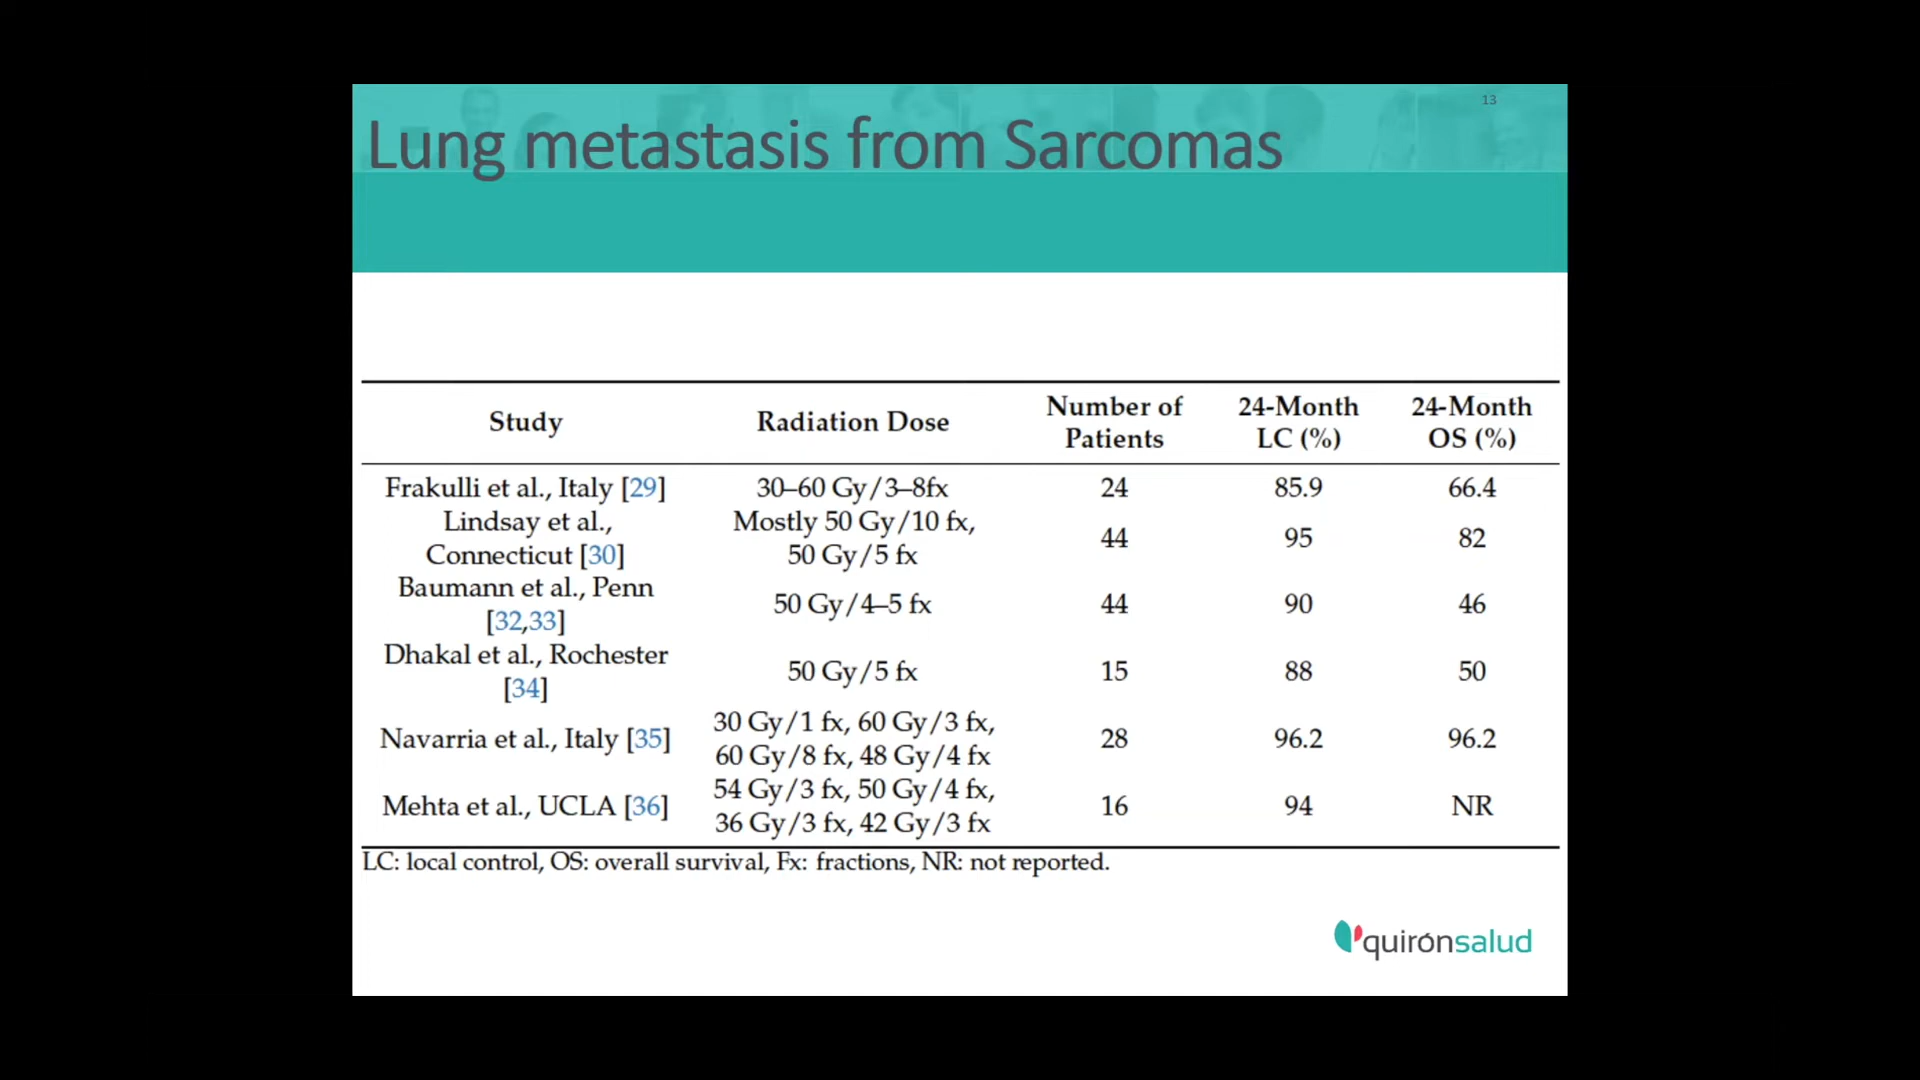 13
Lung metastasis from Sarcomas
Study Radiation Dose Number of Patients 24-Month LC (%) 24-Month OS (%)
Frakulli et al., Italy [29] 30–60 Gy/3–8fx 24 85.9 66.4
Lindsay et al., Connecticut [30] Mostly 50 Gy/10 fx, 50 Gy/5 fx 44 95 82
Baumann et al., Penn [32,33] 50 Gy/4–5 fx 44 90 46
Dhakal et al., Rochester [34] 50 Gy/5 fx 15 88 50
Navarria et al., Italy [35] 30 Gy/1 fx, 60 Gy/3 fx, 60 Gy/8 fx, 48 Gy/4 fx 28 96.2 96.2
Mehta et al., UCLA [36] 54 Gy/3 fx, 50 Gy/4 fx, 36 Gy/3 fx, 42 Gy/3 fx 16 94 NR
LC: local control, OS: overall survival, Fx: fractions, NR: not reported.
quirónsalud